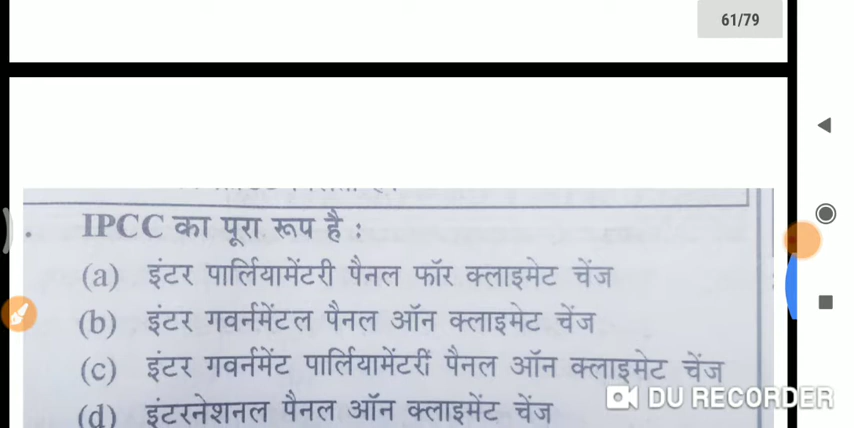 61/79
. IPCC का पूरा रूप है :
(a) इंटर पार्लियामेंटरी पैनल फॉर क्लाइमेट चेंज
(b) इंटर गवर्नमेंटल पैनल ऑन क्लाइमेट चेंज
(c) इंटर गवर्नमेंट पार्लियामेंटरीं पैनल ऑन क्लाइमेट चेंज
(d) इंटरनेशनल पैनल ऑन क्लाइमेंट चेंज
DU RECORDER